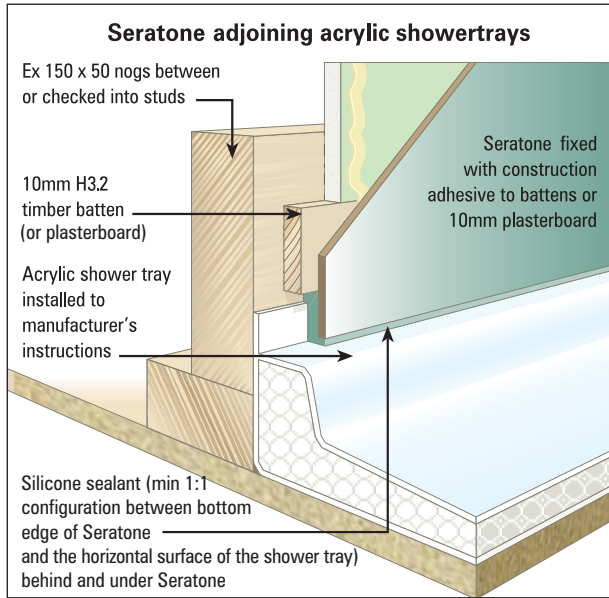 Seratone adjoining acrylic showertrays
Ex 150 x 50 nogs between
or checked into studs
Seratone fixed
with construction
adhesive to battens or
10mm plasterboard
10mm H3.2
timber batten
(or plasterboard)
Acrylic shower tray
installed to
manufacturer's
instructions
Silicone sealant (min 1:1
configuration between bottom
edge of Seratone
and the horizontal surface of the shower tray)
behind and under Seratone